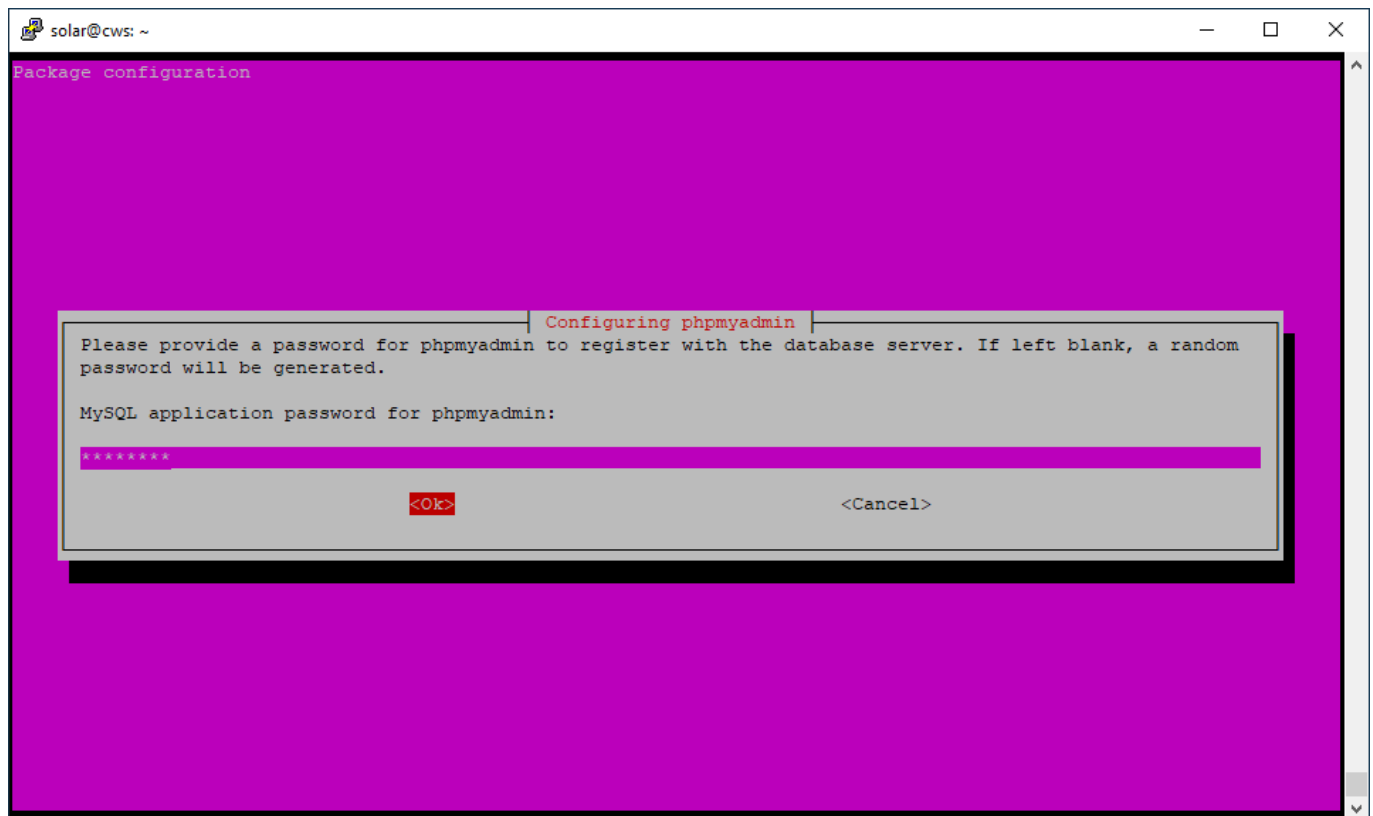 solar@cws: ~
Package configuration
Configuring phpmyadmin
Please provide a password for phpmyadmin to register with the database server. If left blank, a random
password will be generated.
MySQL application password for phpmyadmin:
********
<Ok> <Cancel>